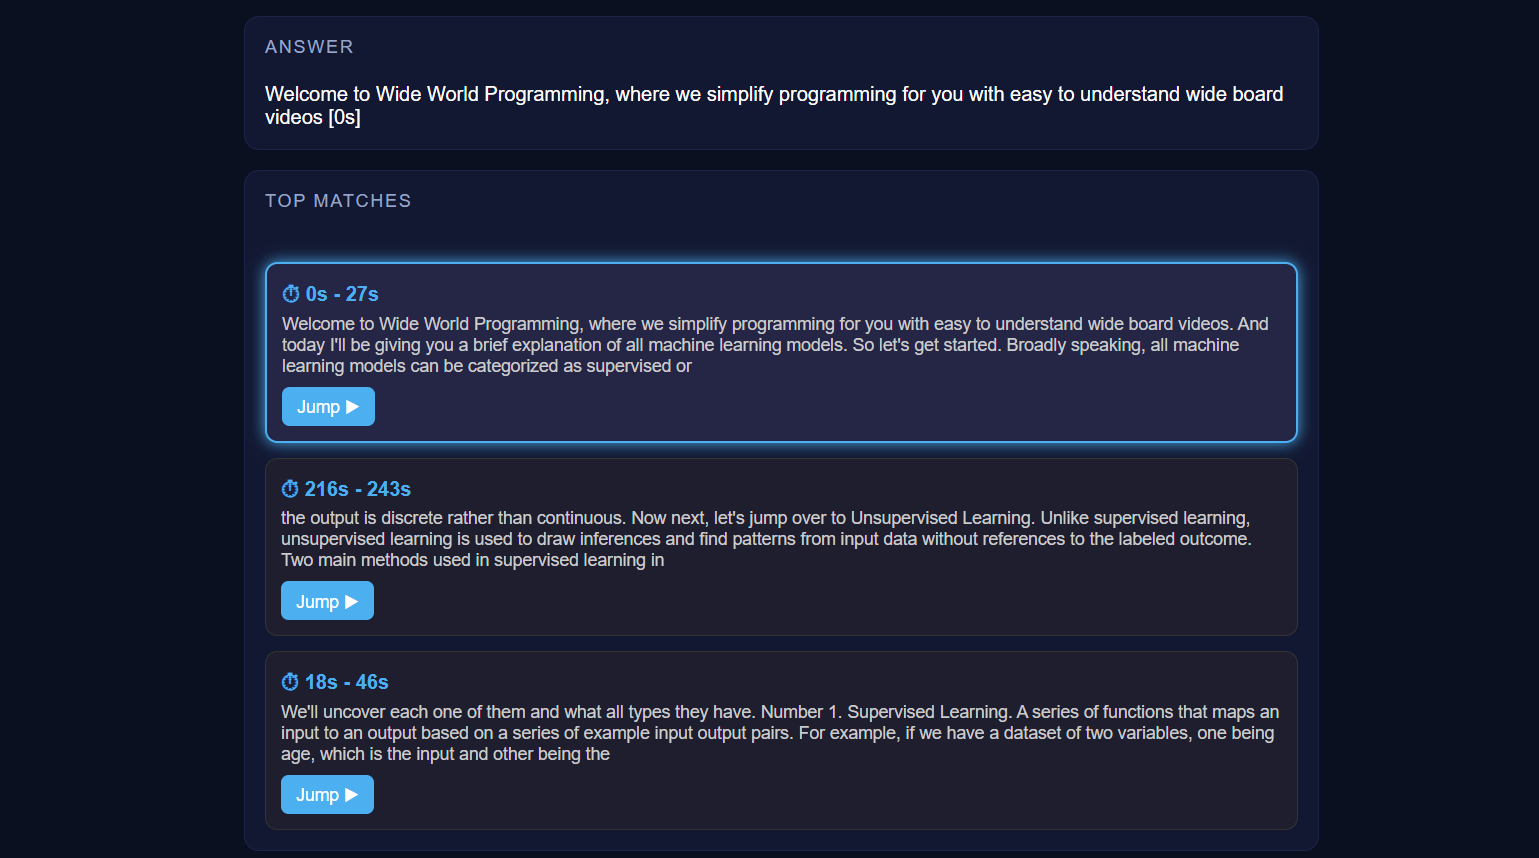 ANSWER
Welcome to Wide World Programming, where we simplify programming for you with easy to understand wide board
videos [0s]
TOP MATCHES
⏱ 0s - 27s
Welcome to Wide World Programming, where we simplify programming for you with easy to understand wide board videos. And
today I'll be giving you a brief explanation of all machine learning models. So let's get started. Broadly speaking, all machine
learning models can be categorized as supervised or
Jump ▶
⏱ 216s - 243s
the output is discrete rather than continuous. Now next, let's jump over to Unsupervised Learning. Unlike supervised learning,
unsupervised learning is used to draw inferences and find patterns from input data without references to the labeled outcome.
Two main methods used in supervised learning in
Jump ▶
⏱ 18s - 46s
We'll uncover each one of them and what all types they have. Number 1. Supervised Learning. A series of functions that maps an
input to an output based on a series of example input output pairs. For example, if we have a dataset of two variables, one being
age, which is the input and other being the
Jump ▶